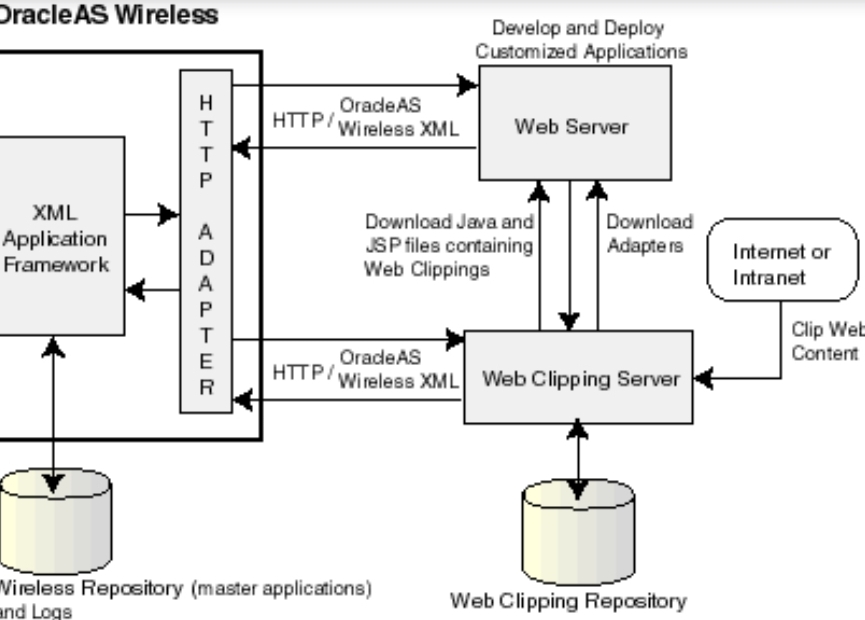 OracleAS Wireless
Develop and Deploy
Customized Applications
HTTP ADAPTER
HTTP / OracleAS
Wireless XML
Web Server
XML
Application
Framework
Download Java and
JSP files containing
Web Clippings
Download
Adapters
Internet or
Intranet
Clip Web
Content
HTTP / OracleAS
Wireless XML
Web Clipping Server
Wireless Repository (master applications)
and Logs
Web Clipping Repository